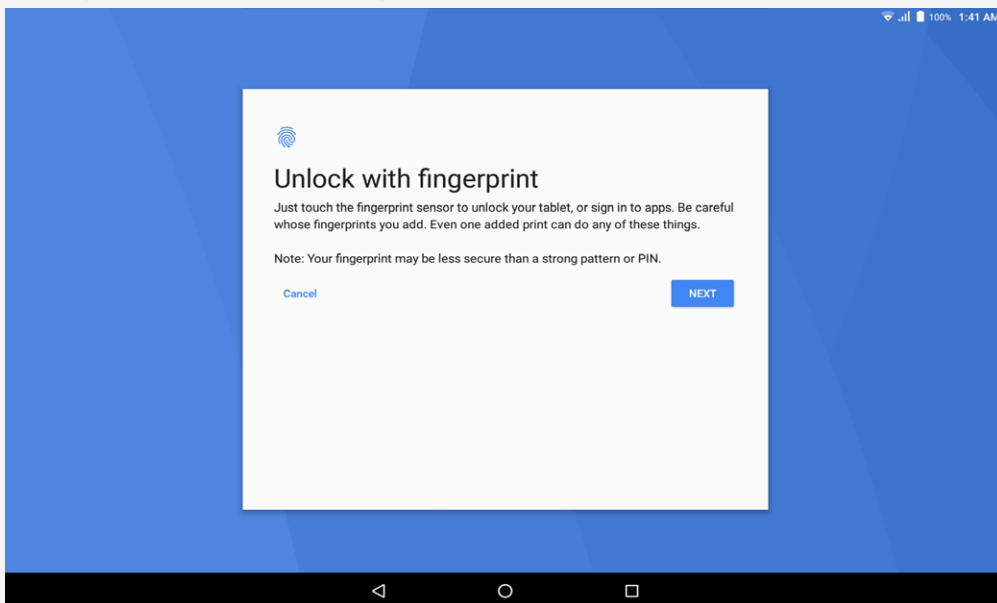 100% 1:41 AM
Unlock with fingerprint
Just touch the fingerprint sensor to unlock your tablet, or sign in to apps. Be careful
whose fingerprints you add. Even one added print can do any of these things.
Note: Your fingerprint may be less secure than a strong pattern or PIN.
Cancel NEXT